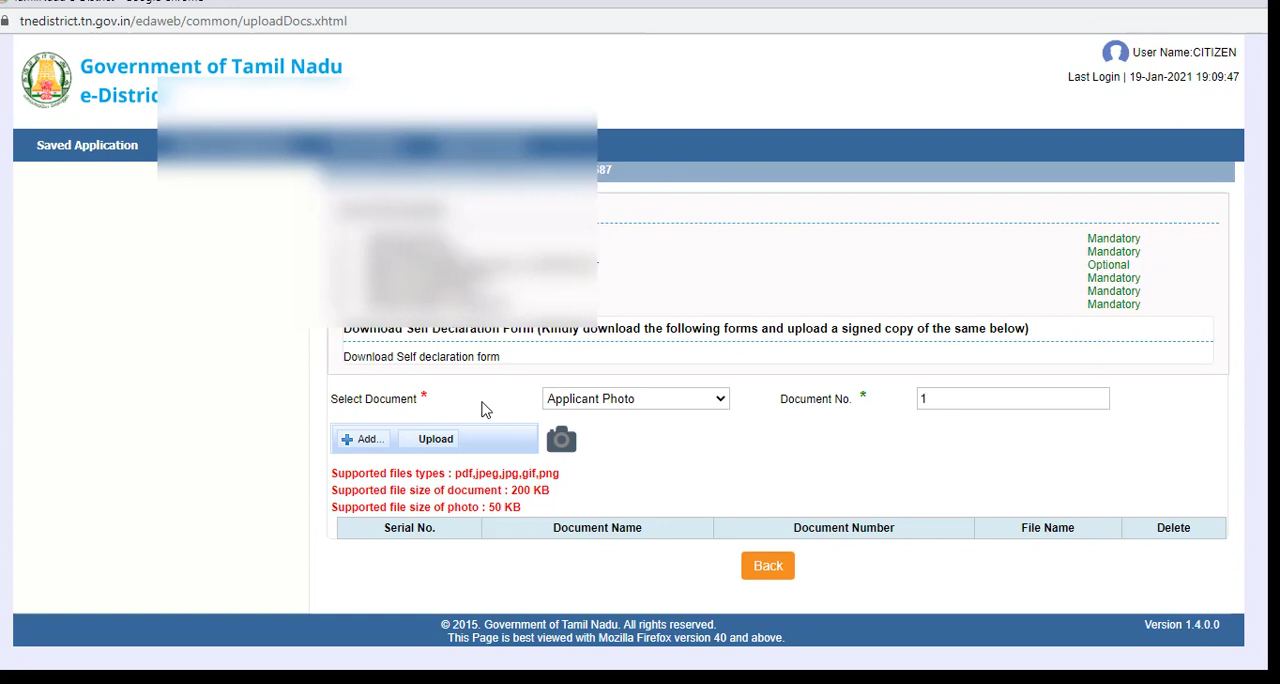 tnedistrict.tn.gov.in/edaweb/common/uploadDocs.xhtml
Government of Tamil Nadu
User Name:CITIZEN
Last Login | 19-Jan-2021 19:09:47
Saved Application
687
Mandatory
Mandatory
Optional
Mandatory
Mandatory
Mandatory
Download Self Declaration Form (Kindly download the following forms and upload a signed copy of the same below)
Download Self declaration form
Select Document * Applicant Photo Document No. * 1
Add... Upload
Supported files types : pdf,jpeg,jpg,gif,png
Supported file size of document : 200 KB
Supported file size of photo : 50 KB
Serial No. Document Name Document Number File Name Delete
Back
© 2015. Government of Tamil Nadu. All rights reserved. Version 1.4.0.0
This Page is best viewed with Mozilla Firefox version 40 and above.